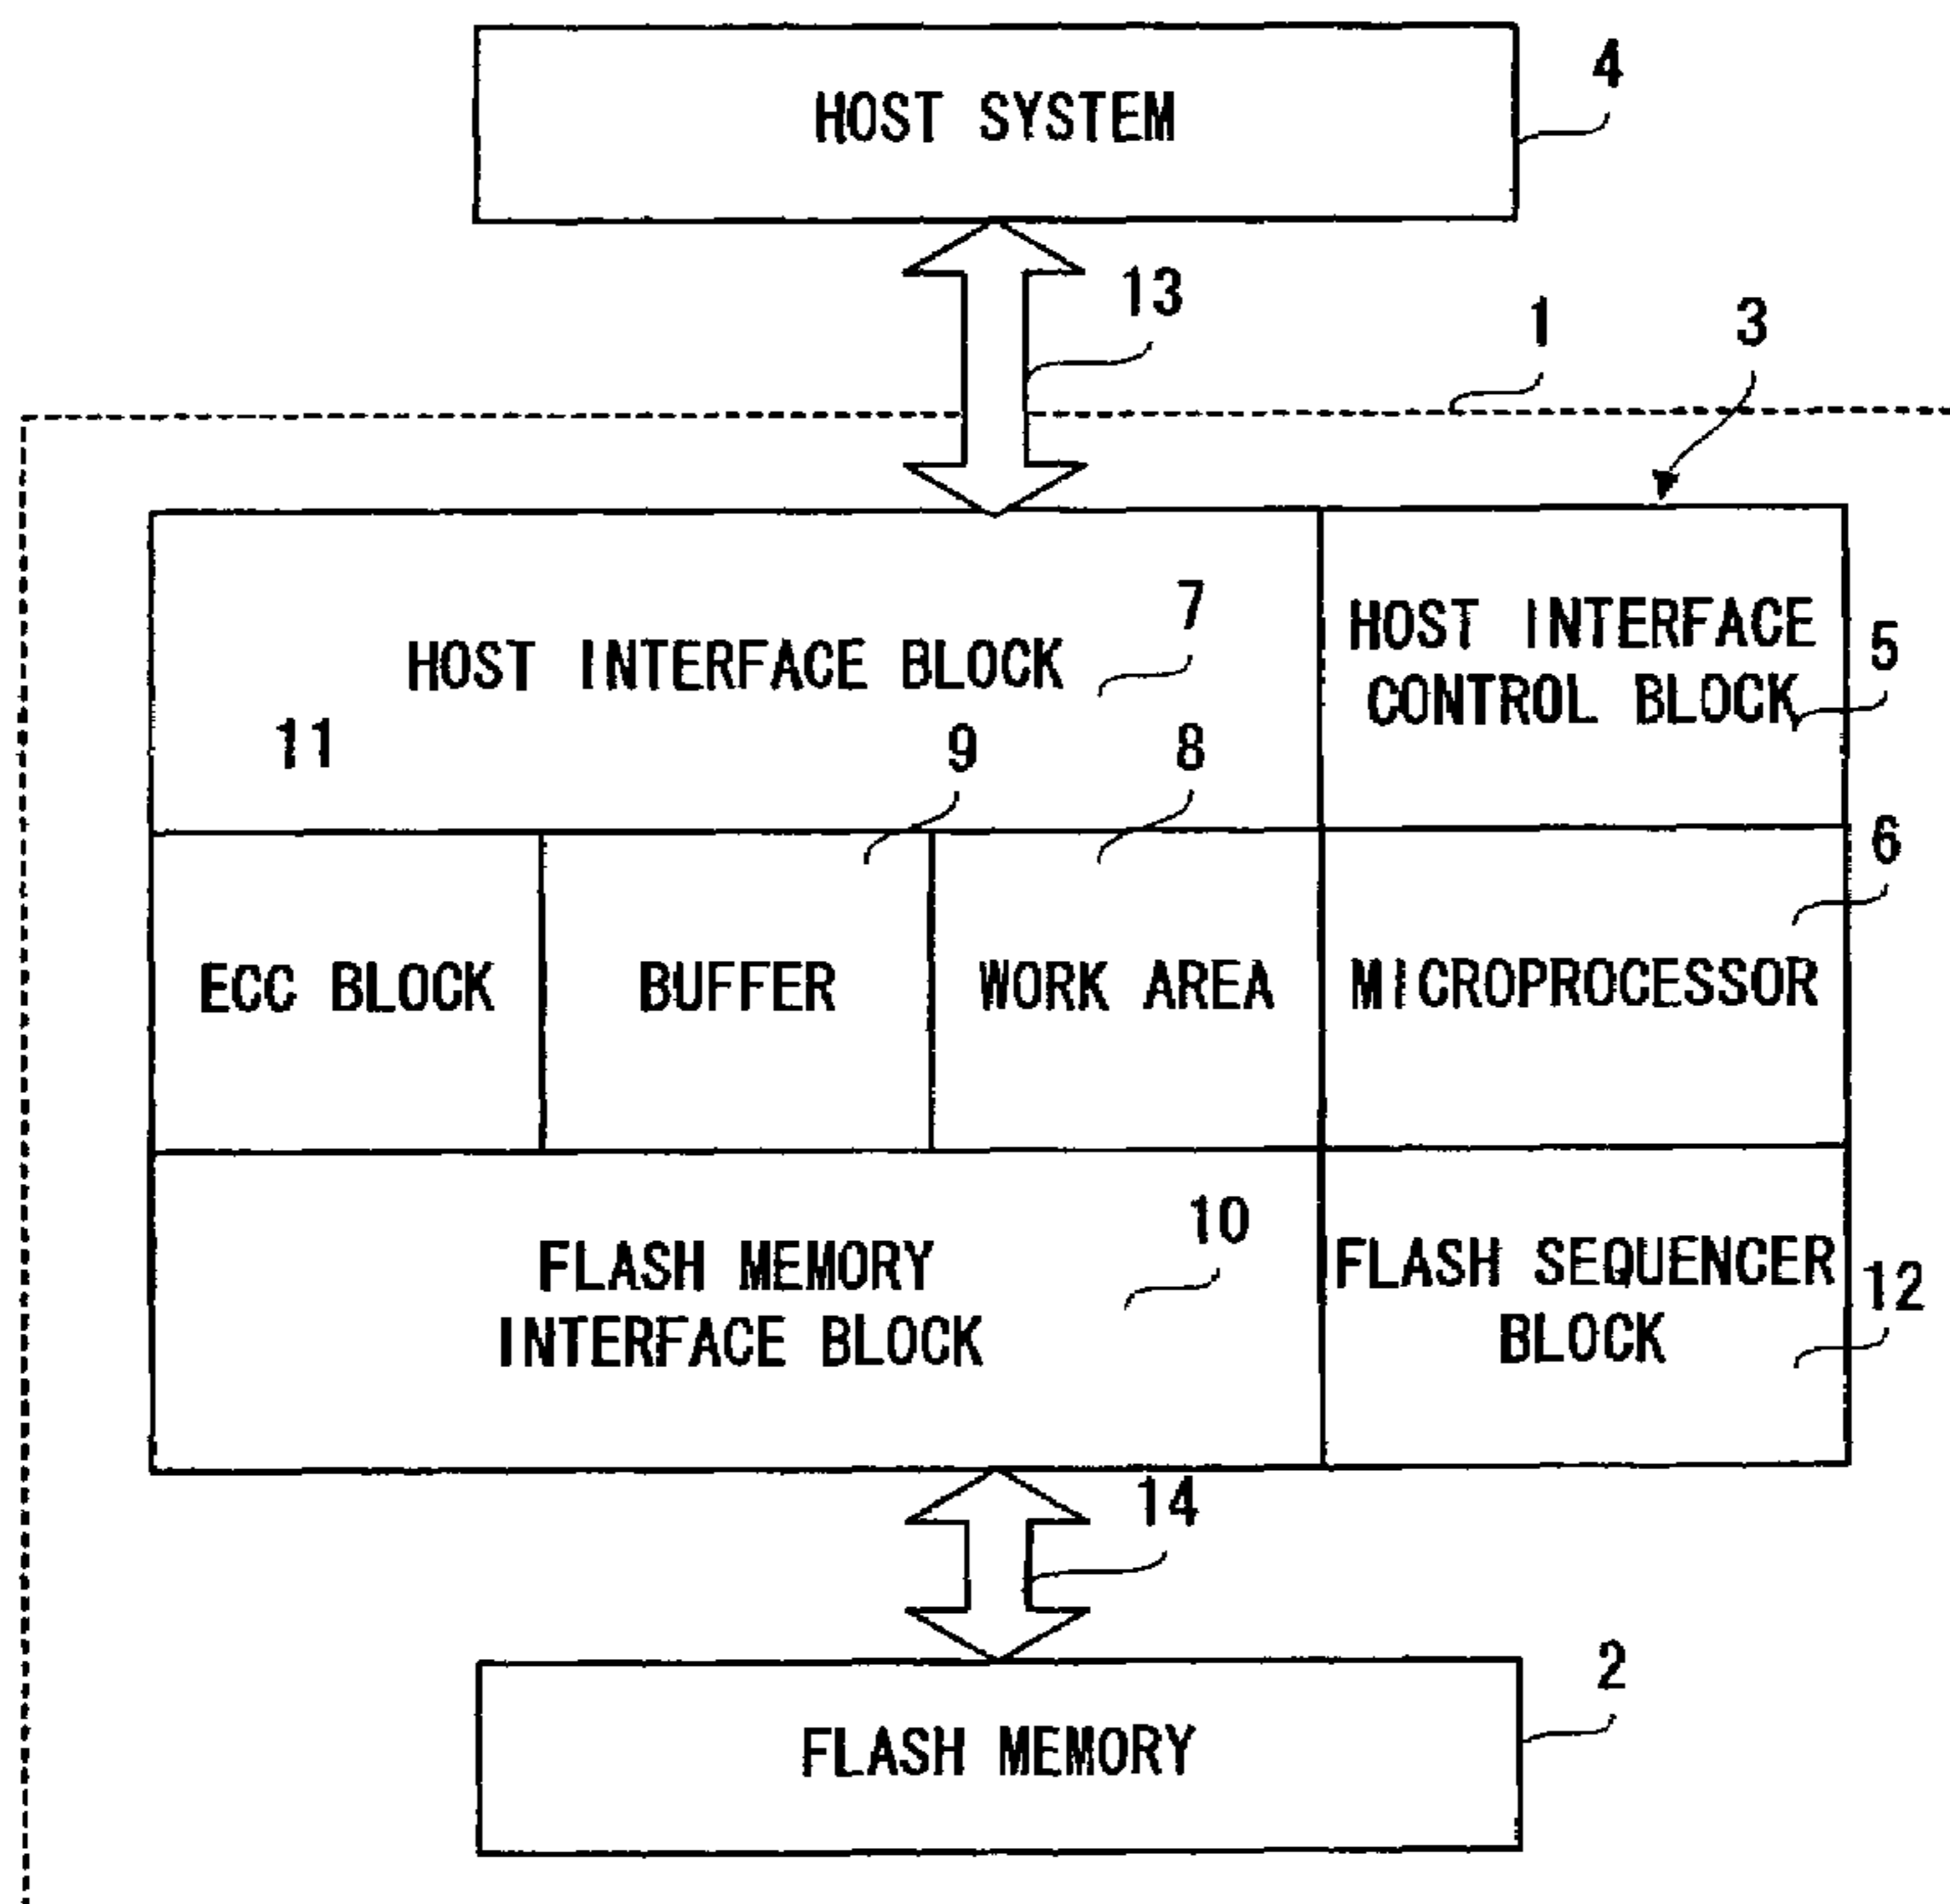 HOST SYSTEM
4
13
1
3
7
HOST INTERFACE BLOCK
HOST INTERFACE
CONTROL BLOCK
5
11
9
8
6
ECC BLOCK
BUFFER
WORK AREA
MICROPROCESSOR
10
FLASH MEMORY
INTERFACE BLOCK
FLASH SEQUENCER
BLOCK
12
14
2
FLASH MEMORY